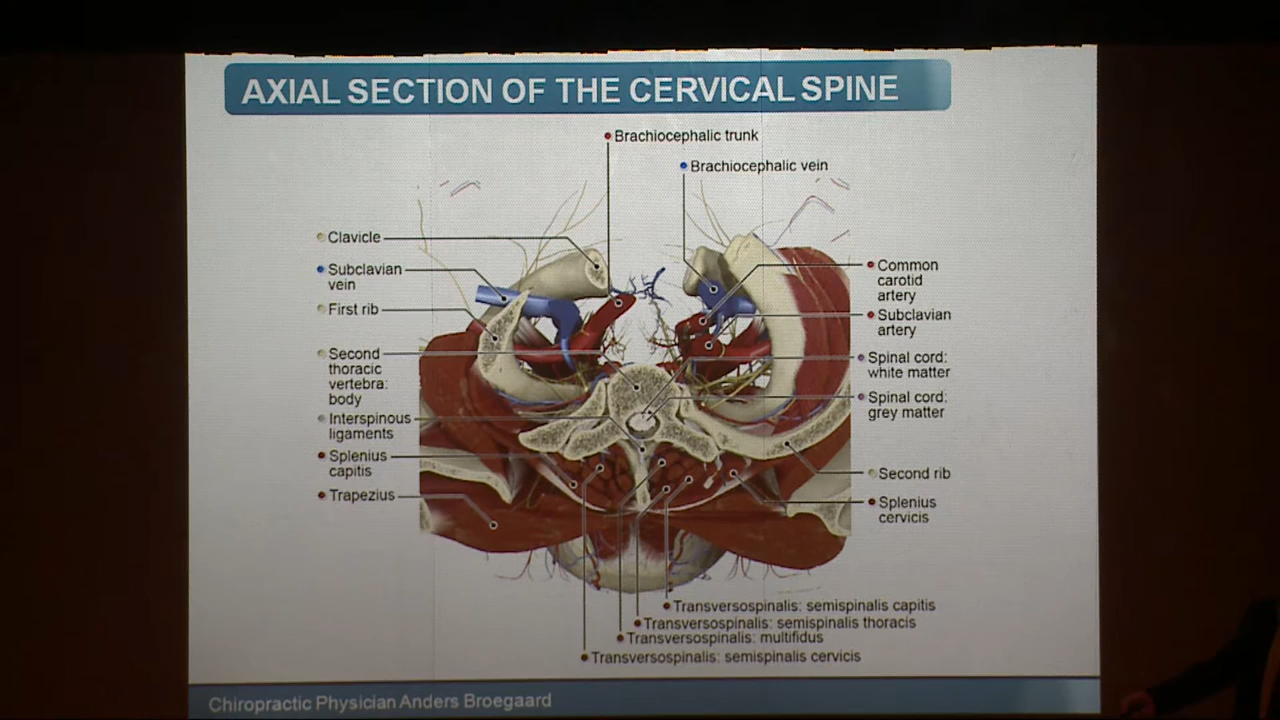 AXIAL SECTION OF THE CERVICAL SPINE
Brachiocephalic trunk
Brachiocephalic vein
Clavicle
Subclavian
vein
First rib
Second
thoracic
vertebra:
body
Interspinous
ligaments
Splenius
capitis
Trapezius
Common
carotid
artery
Subclavian
artery
Spinal cord:
white matter
Spinal cord:
grey matter
Second rib
Splenius
cervicis
Transversospinalis: semispinalis capitis
Transversospinalis: semispinalis thoracis
Transversospinalis: multifidus
Transversospinalis: semispinalis cervicis
Chiropractic Physician Anders Broegaard